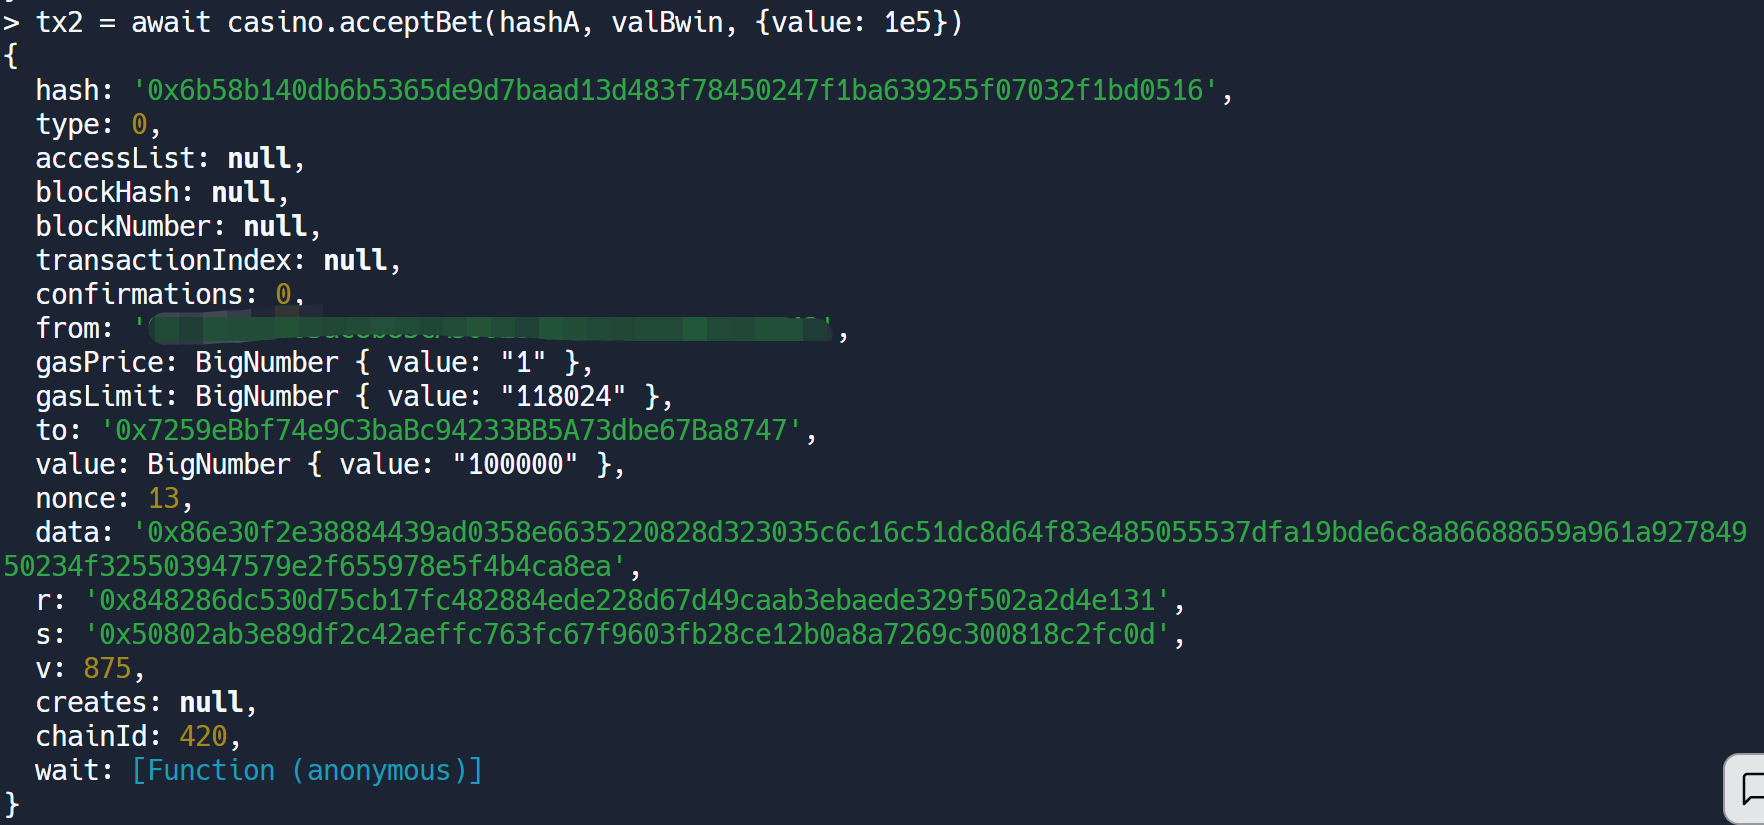 > tx2 = await casino.acceptBet(hashA, valBwin, {value: 1e5})
{
hash: '0x6b58b140db6b5365de9d7baad13d483f78450247f1ba639255f07032f1bd0516',
type: 0,
accessList: null,
blockHash: null,
blockNumber: null,
transactionIndex: null,
confirmations: 0,
from: '',
gasPrice: BigNumber { value: "1" },
gasLimit: BigNumber { value: "118024" },
to: '0x7259eBbf74e9C3baBc94233BB5A73dbe67Ba8747',
value: BigNumber { value: "100000" },
nonce: 13,
data: '0x86e30f2e38884439ad0358e6635220828d323035c6c16c51dc8d64f83e485055537dfa19bde6c8a86688659a961a927849
50234f325503947579e2f655978e5f4b4ca8ea',
r: '0x848286dc530d75cb17fc482884ede228d67d49caab3ebaede329f502a2d4e131',
s: '0x50802ab3e89df2c42aeffc763fc67f9603fb28ce12b0a8a7269c300818c2fc0d',
v: 875,
creates: null,
chainId: 420,
wait: [Function (anonymous)]
}